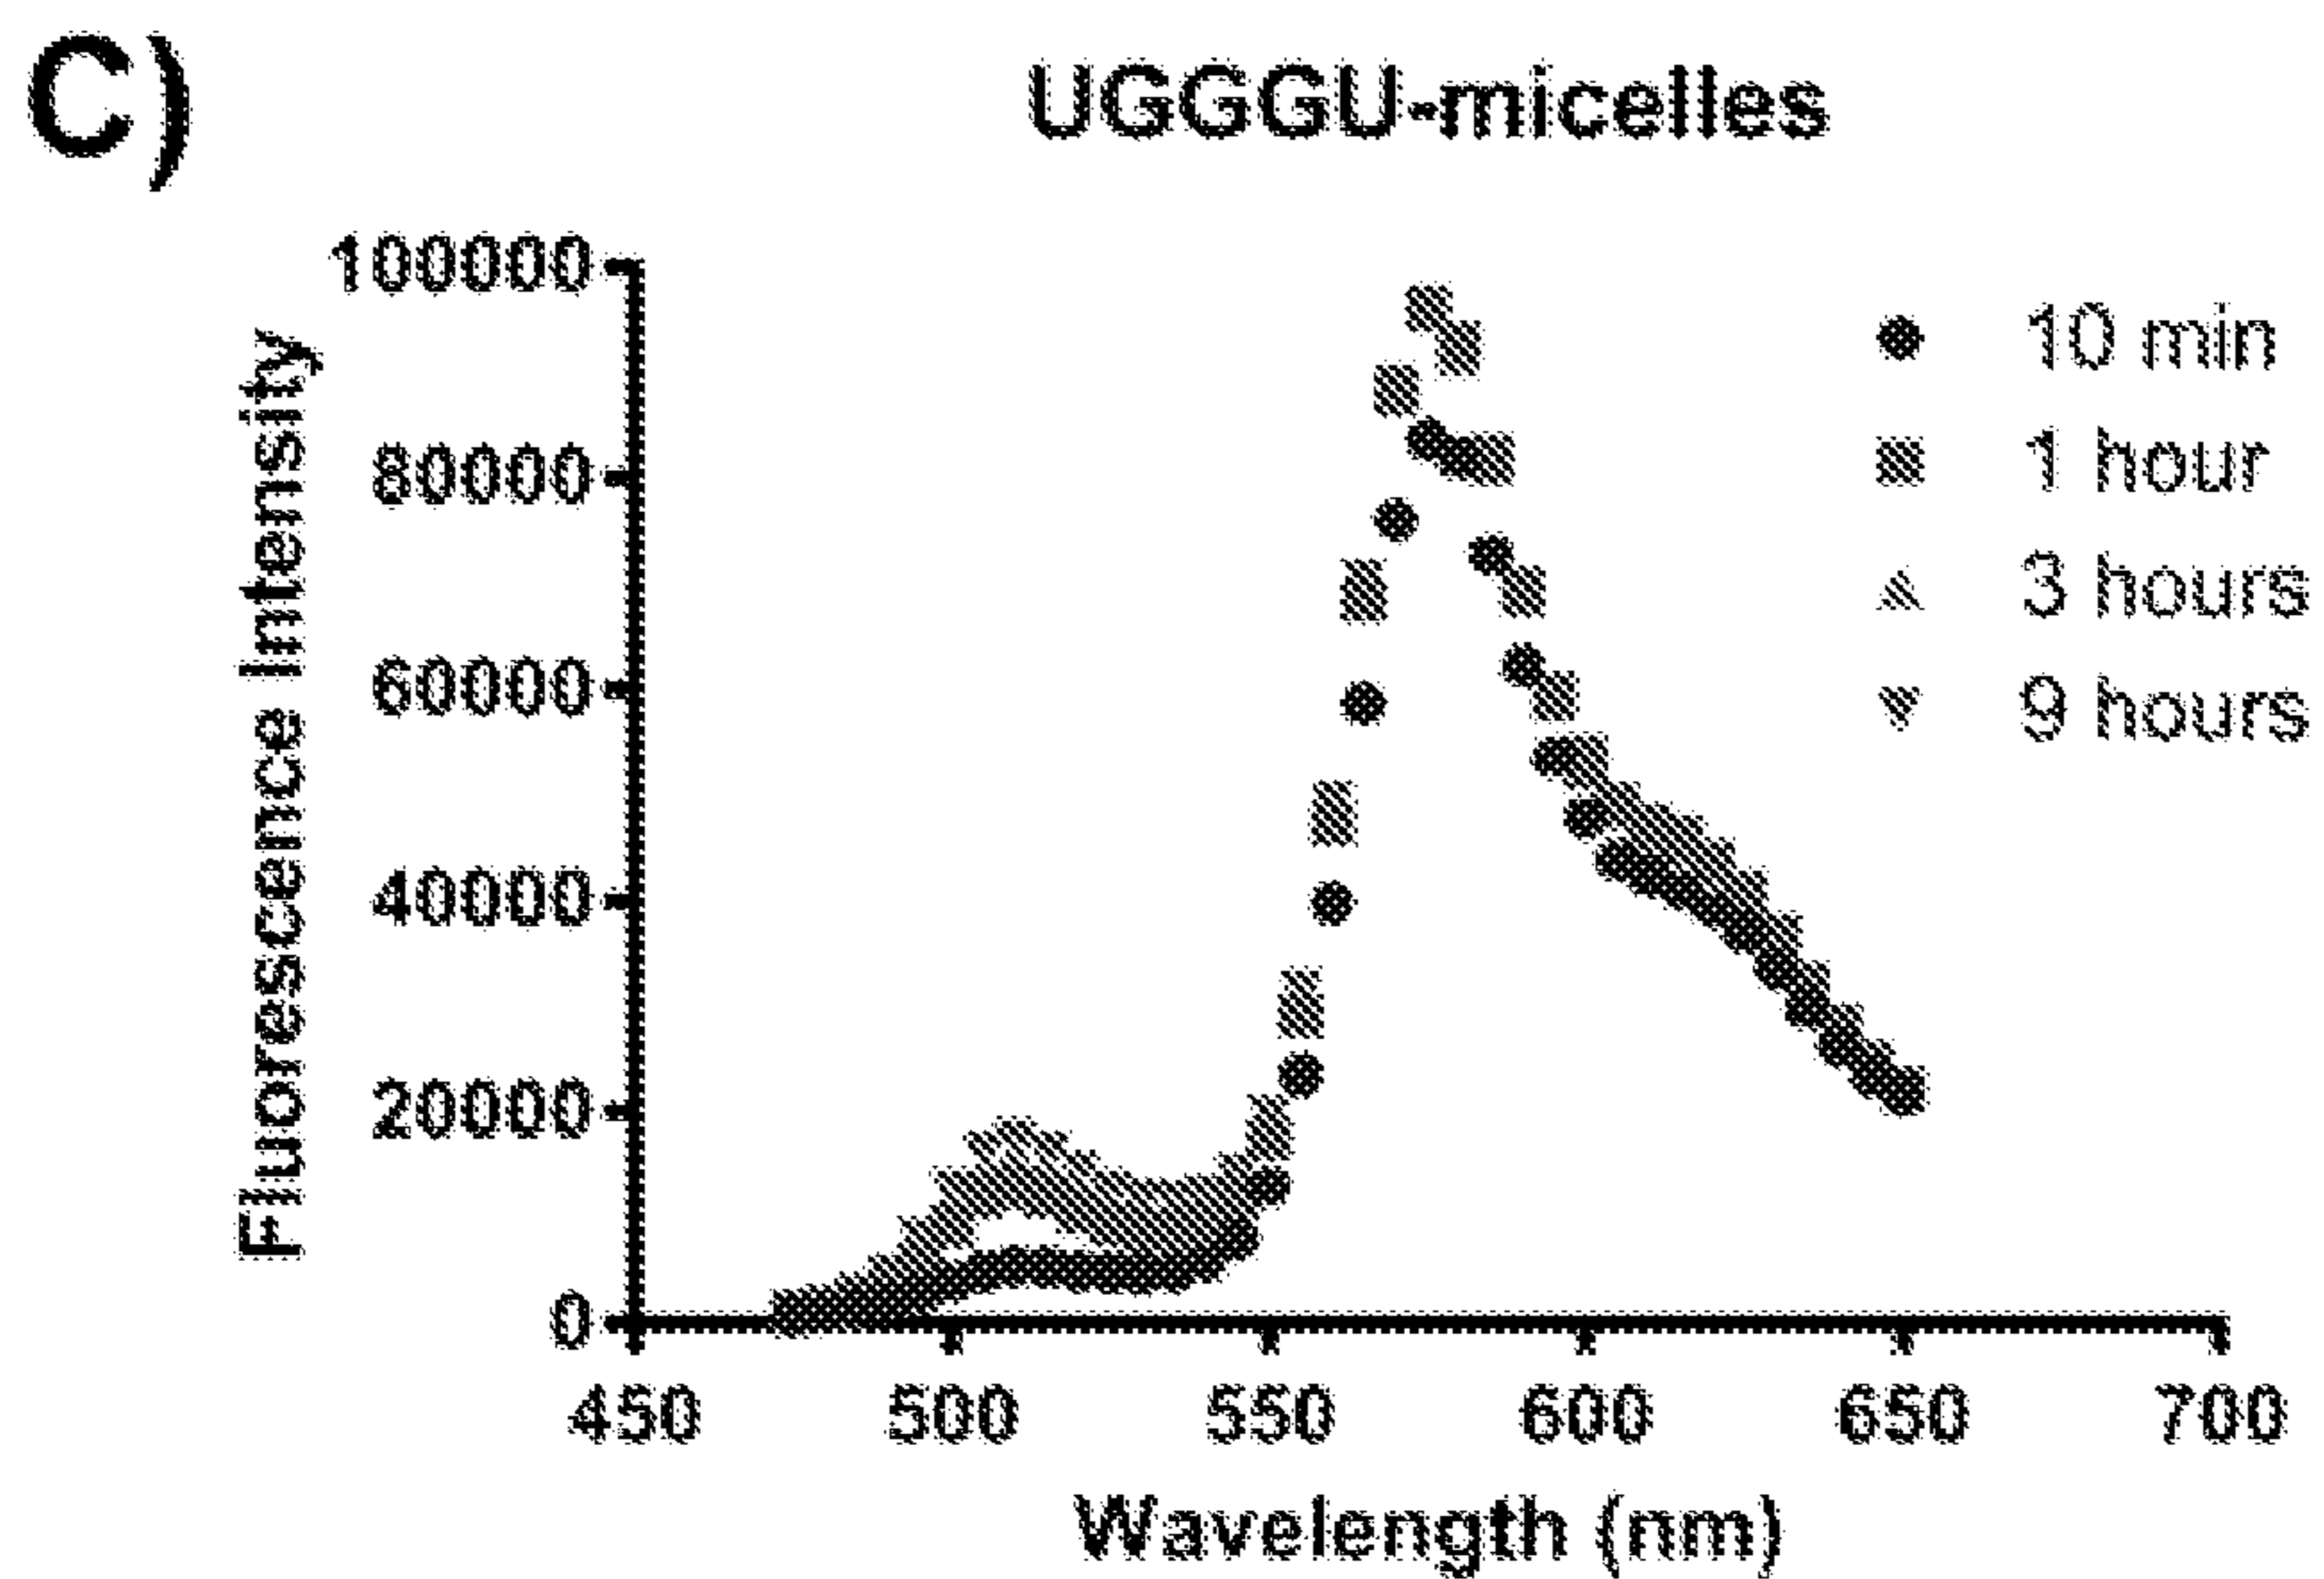 C)
UGGGU-micelles
Fluorescence Intensity
100000
80000
60000
40000
20000
0
450 500 550 600 650 700
Wavelength (nm)
10 min
1 hour
3 hours
9 hours